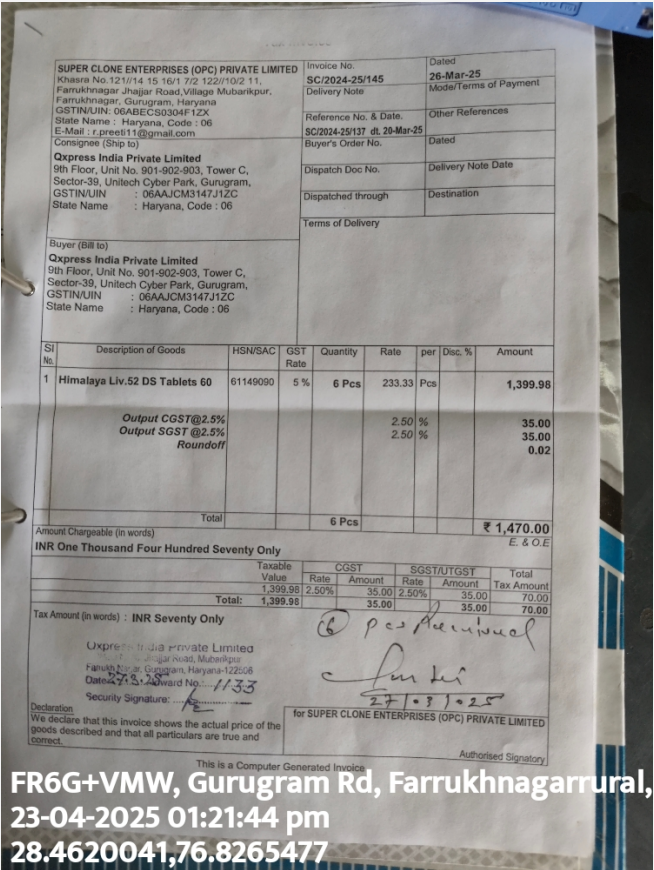 SUPER CLONE ENTERPRISES (OPC) PRIVATE LIMITED
Khasra No.121//14 15 16/1 7/2 122//10/2 11,
Farrukhnagar Jhajjar Road,Village Mubarikpur,
Farrukhnagar, Gurugram, Haryana
GSTIN/UIN: 06ABECS0304F1ZX
State Name : Haryana, Code : 06
E-Mail : r.preeti11@gmail.com
Invoice No. Dated
SC/2024-25/145 26-Mar-25
Delivery Note Mode/Terms of Payment
Reference No. & Date. Other References
SC/2024-25/137 dt. 20-Mar-25
Buyer's Order No. Dated
Dispatch Doc No. Delivery Note Date
Dispatched through Destination
Terms of Delivery
Consignee (Ship to)
Qxpress India Private Limited
9th Floor, Unit No. 901-902-903, Tower C,
Sector-39, Unitech Cyber Park, Gurugram,
GSTIN/UIN : 06AAJCM3147J1ZC
State Name : Haryana, Code : 06
Buyer (Bill to)
Qxpress India Private Limited
9th Floor, Unit No. 901-902-903, Tower C,
Sector-39, Unitech Cyber Park, Gurugram,
GSTIN/UIN : 06AAJCM3147J1ZC
State Name : Haryana, Code : 06
Sl No. Description of Goods HSN/SAC GST Rate Quantity Rate per Disc. % Amount
1 Himalaya Liv.52 DS Tablets 60 61149090 5 % 6 Pcs 233.33 Pcs 1,399.98
Output CGST@2.5% 2.50 % 35.00
Output SGST @2.5% 2.50 % 35.00
Roundoff 0.02
Total 6 Pcs ₹ 1,470.00
Amount Chargeable (in words) E. & O.E
INR One Thousand Four Hundred Seventy Only
Taxable Value CGST SGST/UTGST Total Tax Amount
Rate Amount Rate Amount
1,399.98 2.50% 35.00 2.50% 35.00 70.00
Total: 1,399.98 35.00 35.00 70.00
Tax Amount (in words) : INR Seventy Only
6 pcs
India Private Limited
Jhajjar Road, Mubarikpur
Gurugram, Haryana-122506
Date 27.3.25 No.: 1133
Security Signature:
27/03/025
Declaration
We declare that this invoice shows the actual price of the
goods described and that all particulars are true and
correct.
for SUPER CLONE ENTERPRISES (OPC) PRIVATE LIMITED
Authorised Signatory
This is a Computer Generated Invoice
FR6G+VMW, Gurugram Rd, Farrukhnagarrural,
23-04-2025 01:21:44 pm
28.4620041,76.8265477